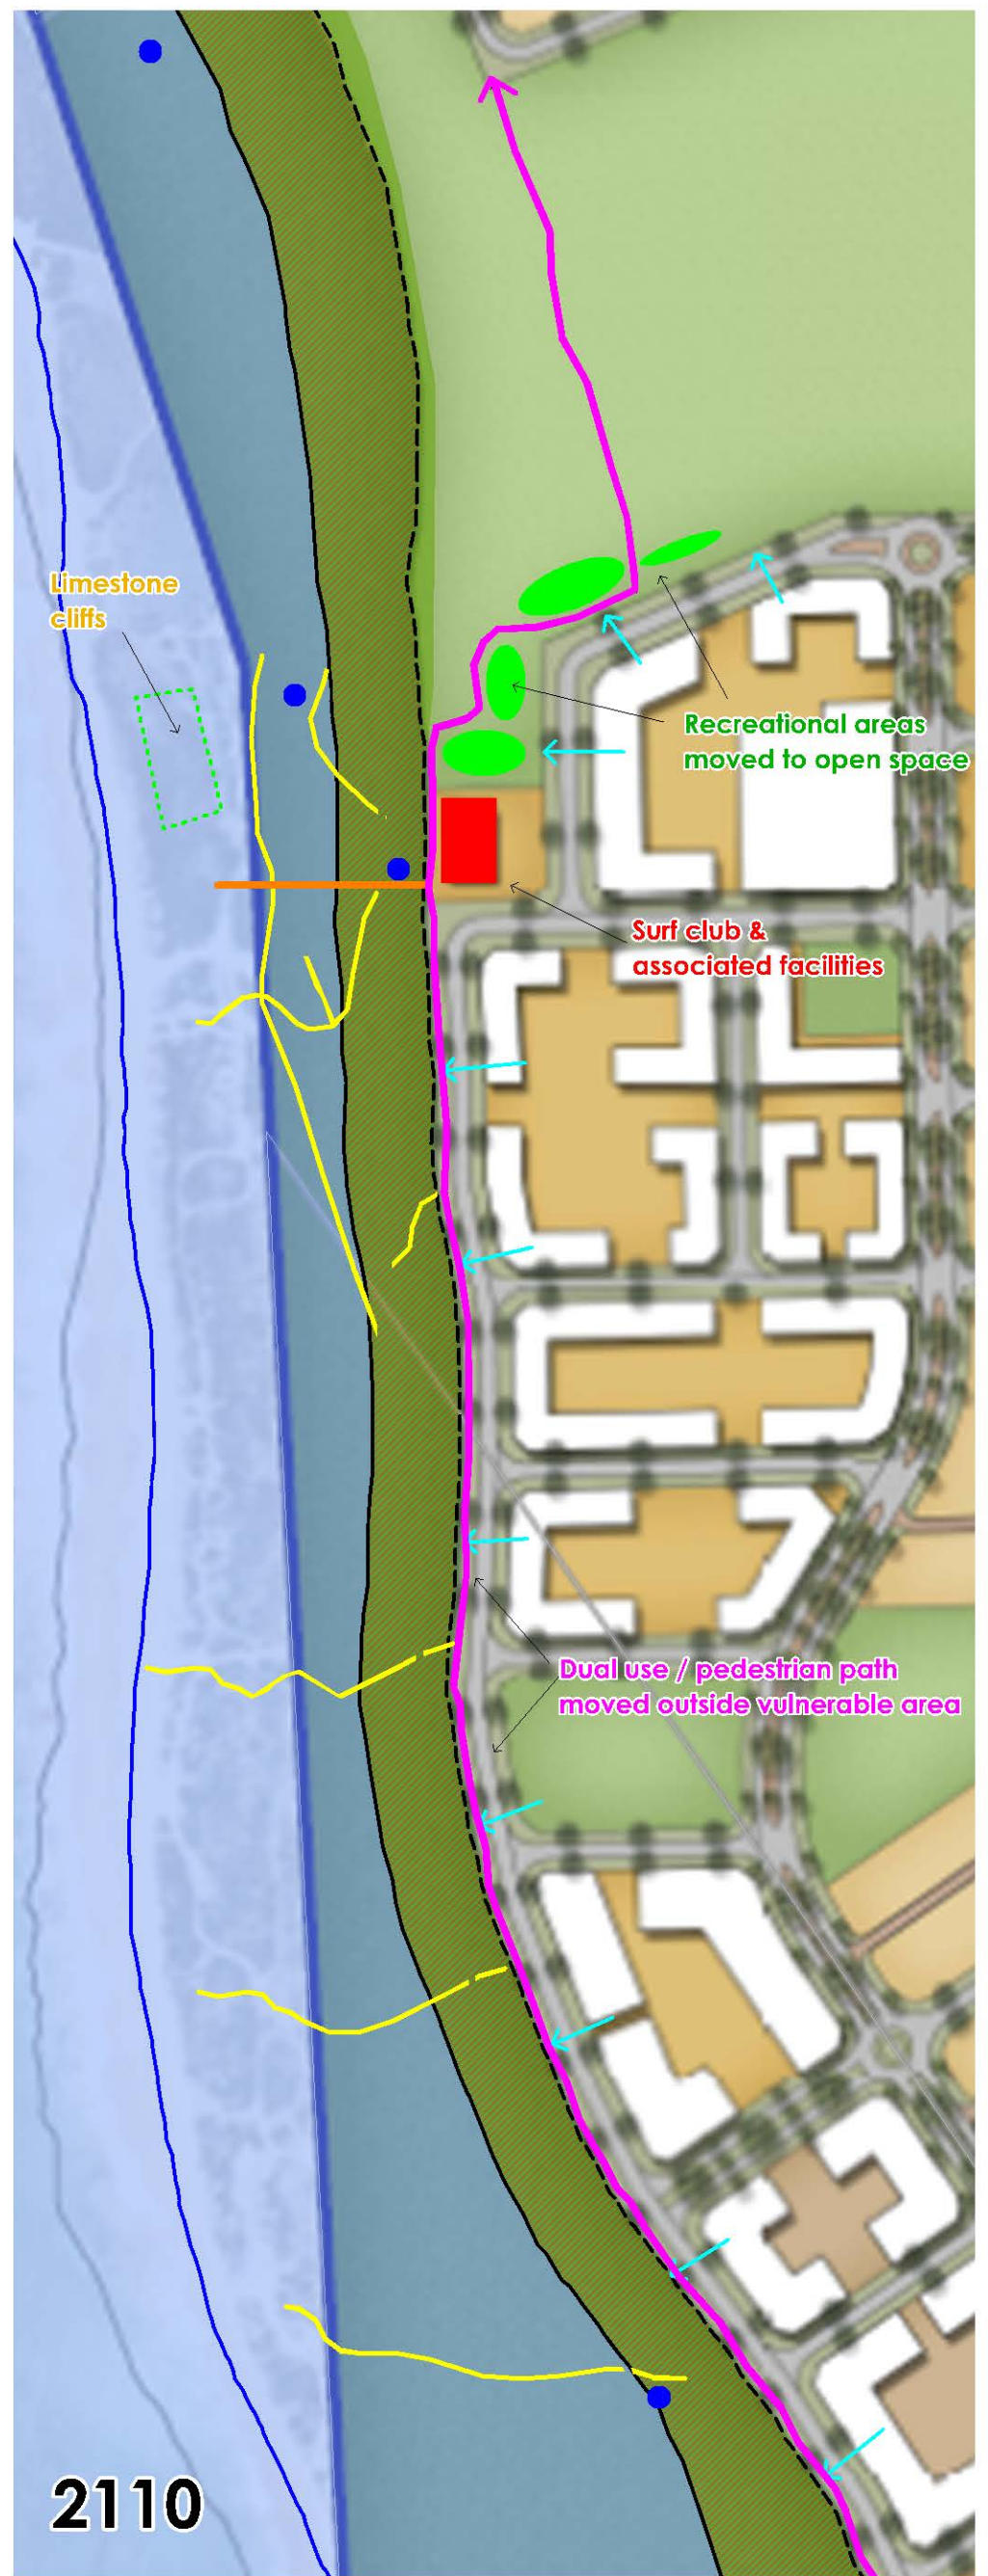 Limestone
cliffs
Recreational areas
moved to open space
Surf club &
associated facilities
Dual use / pedestrian path
moved outside vulnerable area
2110